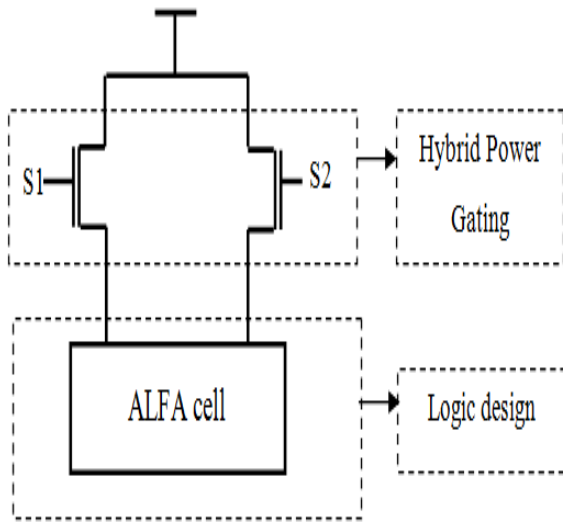 S1
S2
Hybrid Power
Gating
ALFA cell
Logic design